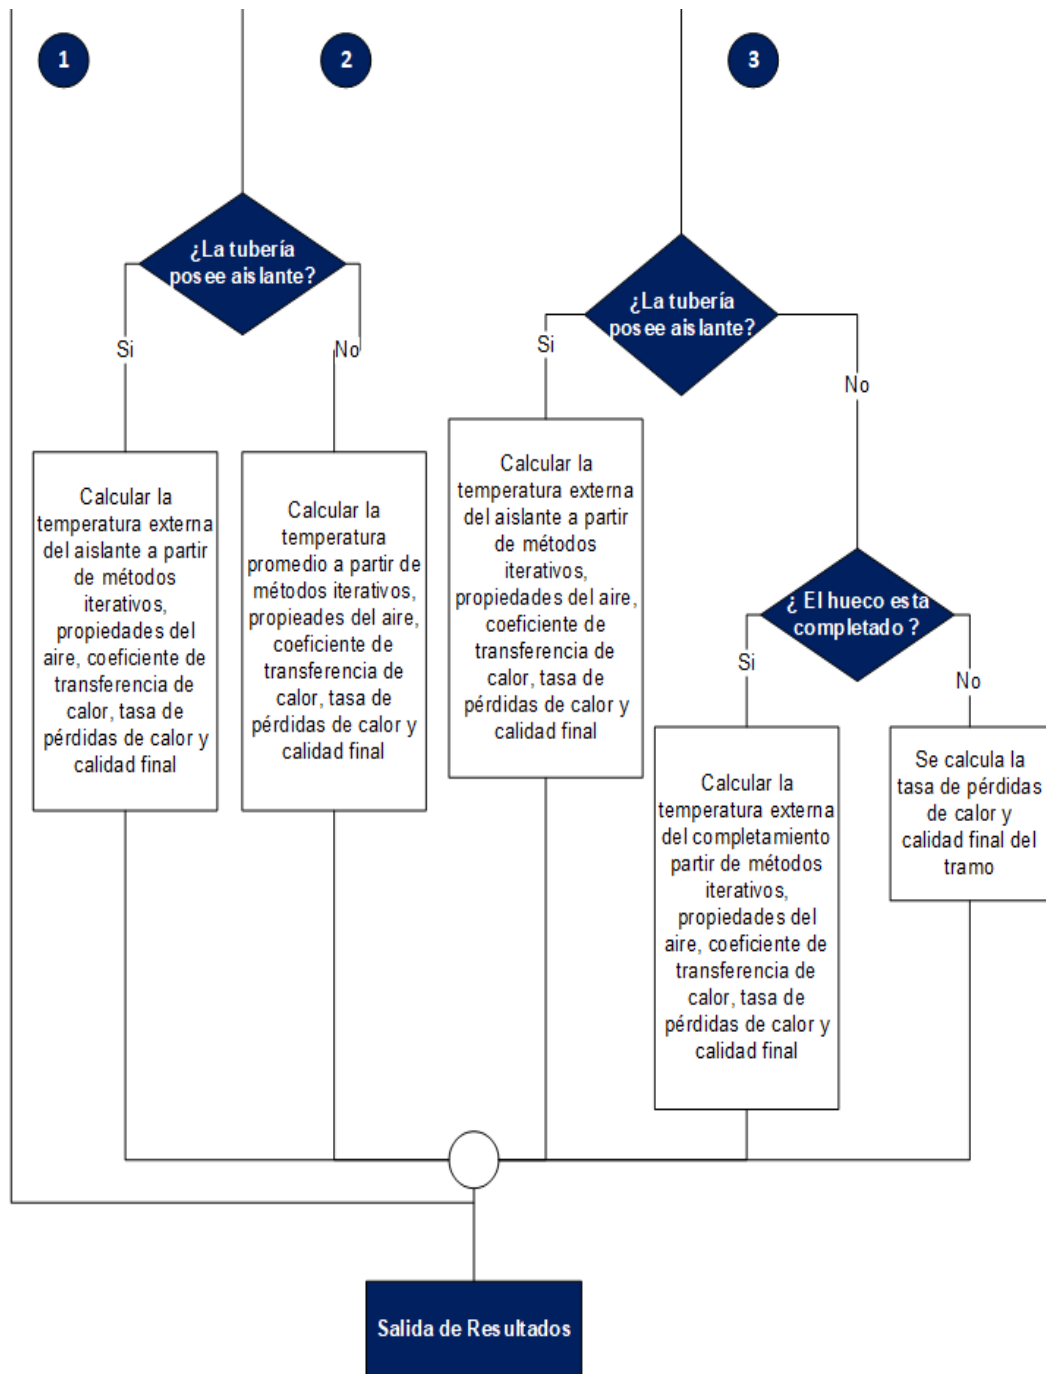 1
2
3
¿La tubería
posee aislante?
Si
No
¿La tubería
posee aislante?
Si
No
Calcular la
temperatura externa
del aislante a partir
de métodos
iterativos,
propiedades del
aire, coeficiente de
transferencia de
calor, tasa de
pérdidas de calor y
calidad final
Calcular la
temperatura
promedio a partir de
métodos iterativos,
propieades del aire,
coeficiente de
transferencia de
calor, tasa de
pérdidas de calor y
calidad final
Calcular la
temperatura externa
del aislante a partir
de métodos
iterativos,
propiedades del aire,
coeficiente de
transferencia de
calor, tasa de
pérdidas de calor y
calidad final
¿ El hueco esta
completado ?
Si
No
Calcular la
temperatura externa
del completamiento
partir de métodos
iterativos,
propiedades del
aire, coeficiente de
transferencia de
calor, tasa de
pérdidas de calor y
calidad final
Se calcula la
tasa de pérdidas
de calor y
calidad final del
tramo
Salida de Resultados